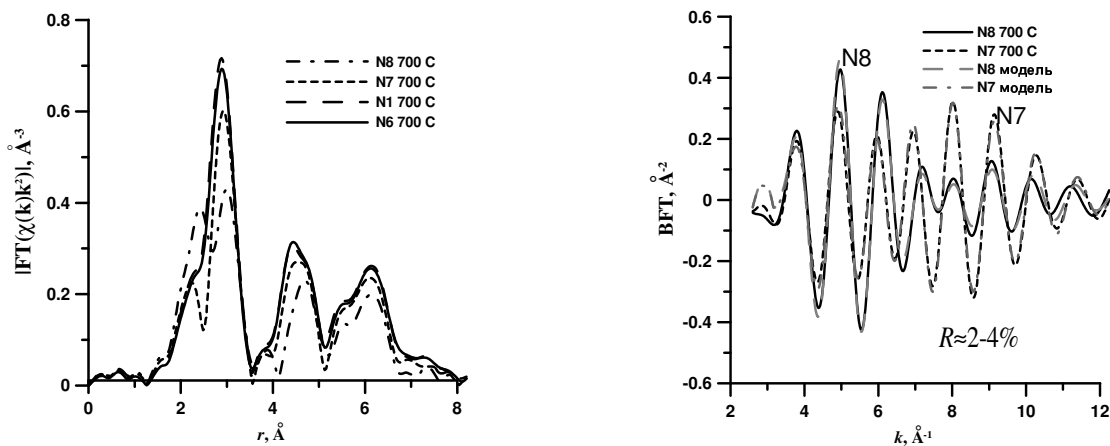 0.8
0.6
0.4
0.2
0
|FT(χ(k)k²)|, Å⁻³
N8 700 C
N7 700 C
N1 700 C
N6 700 C
0 2 4 6 8
r, Å
0.6
0.4
0.2
0
-0.2
-0.4
-0.6
BFT, Å⁻²
N8
N7
N8 700 C
N7 700 C
N8 модель
N7 модель
R≈2-4%
2 4 6 8 10 12
k, Å⁻¹